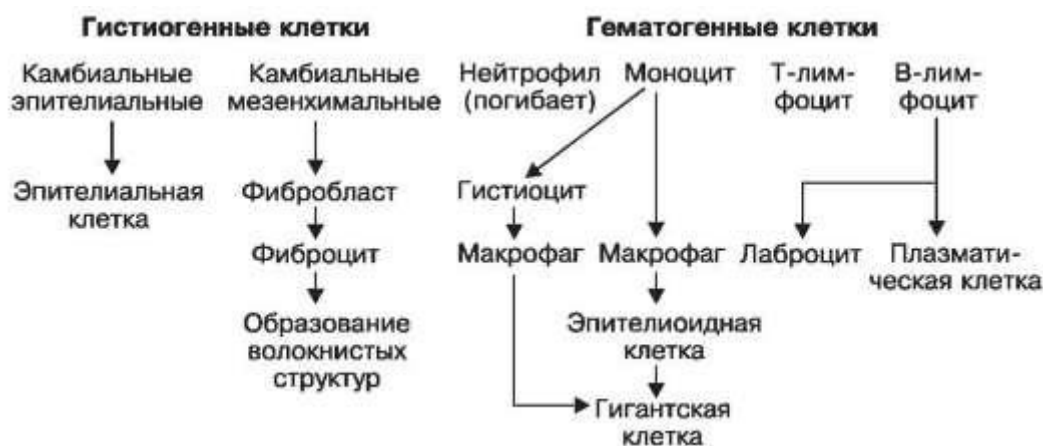 Гистиогенные клетки
Камбиальные
эпителиальные
Эпителиальная
клетка
Камбиальные
мезенхимальные
Фибробласт
Фиброцит
Образование
волокнистых
структур
Гематогенные клетки
Нейтрофил
(погибает)
Моноцит
Т-лим-
фоцит
В-лим-
фоцит
Гистиоцит
Макрофаг
Макрофаг
Лаброцит
Плазмати-
ческая клетка
Эпителиоидная
клетка
Гигантская
клетка